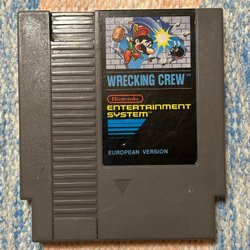 WRECKING CREW
Nintendo
ENTERTAINMENT
SYSTEM
EUROPEAN VERSION